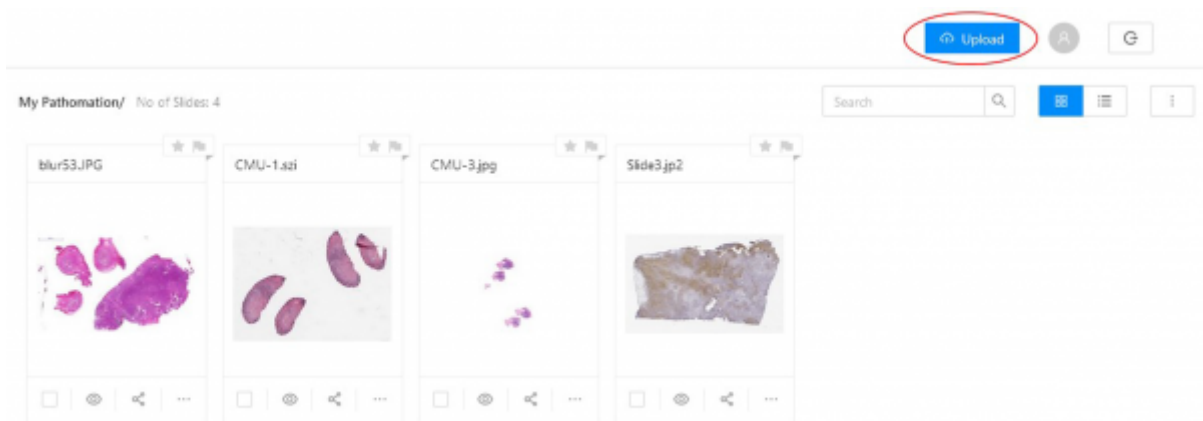 Upload
My Pathomation/ No of Slides: 4
Search
blur53.JPG
CMU-1.szi
CMU-3.jpg
Slide3.jp2